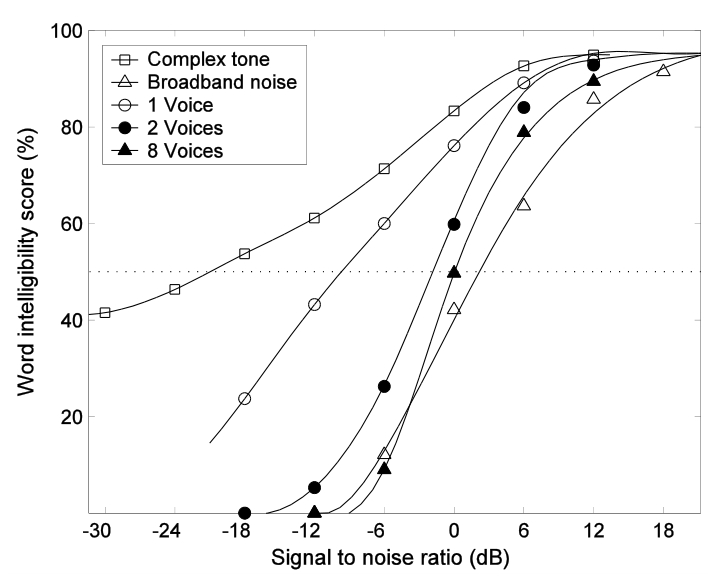 100
80
60
40
20
Word intelligibility score (%)
Complex tone
Broadband noise
1 Voice
2 Voices
8 Voices
-30 -24 -18 -12 -6 0 6 12 18
Signal to noise ratio (dB)